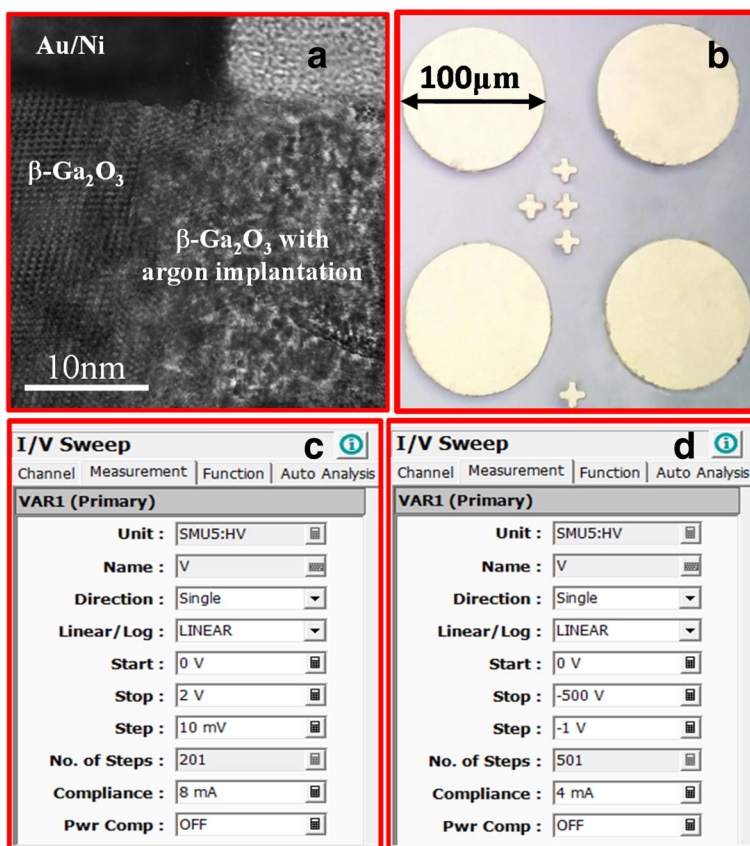 Au/Ni
a
β-Ga₂O₃
β-Ga₂O₃ with
argon implantation
10nm
b
100μm
I/V Sweep
c
Channel Measurement Function Auto Analysis
VAR1 (Primary)
Unit : SMU5:HV
Name : V
Direction : Single
Linear/Log : LINEAR
Start : 0 V
Stop : 2 V
Step : 10 mV
No. of Steps : 201
Compliance : 8 mA
Pwr Comp : OFF
I/V Sweep
d
Channel Measurement Function Auto Analysis
VAR1 (Primary)
Unit : SMU5:HV
Name : V
Direction : Single
Linear/Log : LINEAR
Start : 0 V
Stop : -500 V
Step : -1 V
No. of Steps : 501
Compliance : 4 mA
Pwr Comp : OFF